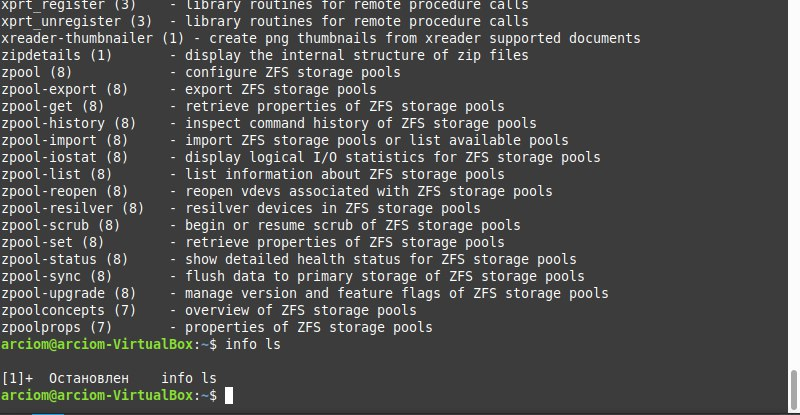 xprt_register (3)    - library routines for remote procedure calls
xprt_unregister (3)  - library routines for remote procedure calls
xreader-thumbnailer (1) - create png thumbnails from xreader supported documents
zipdetails (1)       - display the internal structure of zip files
zpool (8)            - configure ZFS storage pools
zpool-export (8)     - export ZFS storage pools
zpool-get (8)        - retrieve properties of ZFS storage pools
zpool-history (8)    - inspect command history of ZFS storage pools
zpool-import (8)     - import ZFS storage pools or list available pools
zpool-iostat (8)     - display logical I/O statistics for ZFS storage pools
zpool-list (8)       - list information about ZFS storage pools
zpool-reopen (8)     - reopen vdevs associated with ZFS storage pools
zpool-resilver (8)   - resilver devices in ZFS storage pools
zpool-scrub (8)      - begin or resume scrub of ZFS storage pools
zpool-set (8)        - retrieve properties of ZFS storage pools
zpool-status (8)     - show detailed health status for ZFS storage pools
zpool-sync (8)       - flush data to primary storage of ZFS storage pools
zpool-upgrade (8)    - manage version and feature flags of ZFS storage pools
zpoolconcepts (7)    - overview of ZFS storage pools
zpoolprops (7)       - properties of ZFS storage pools
arciom@arciom-VirtualBox:~$ info ls
[1]+  Остановлен    info ls
arciom@arciom-VirtualBox:~$